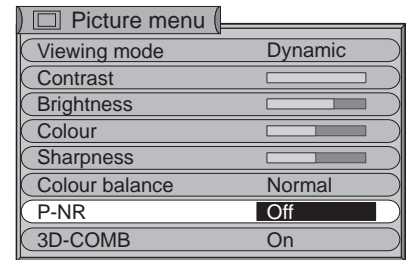 Picture menu
Viewing mode Dynamic
Contrast
Brightness
Colour
Sharpness
Colour balance Normal
P-NR Off
3D-COMB On